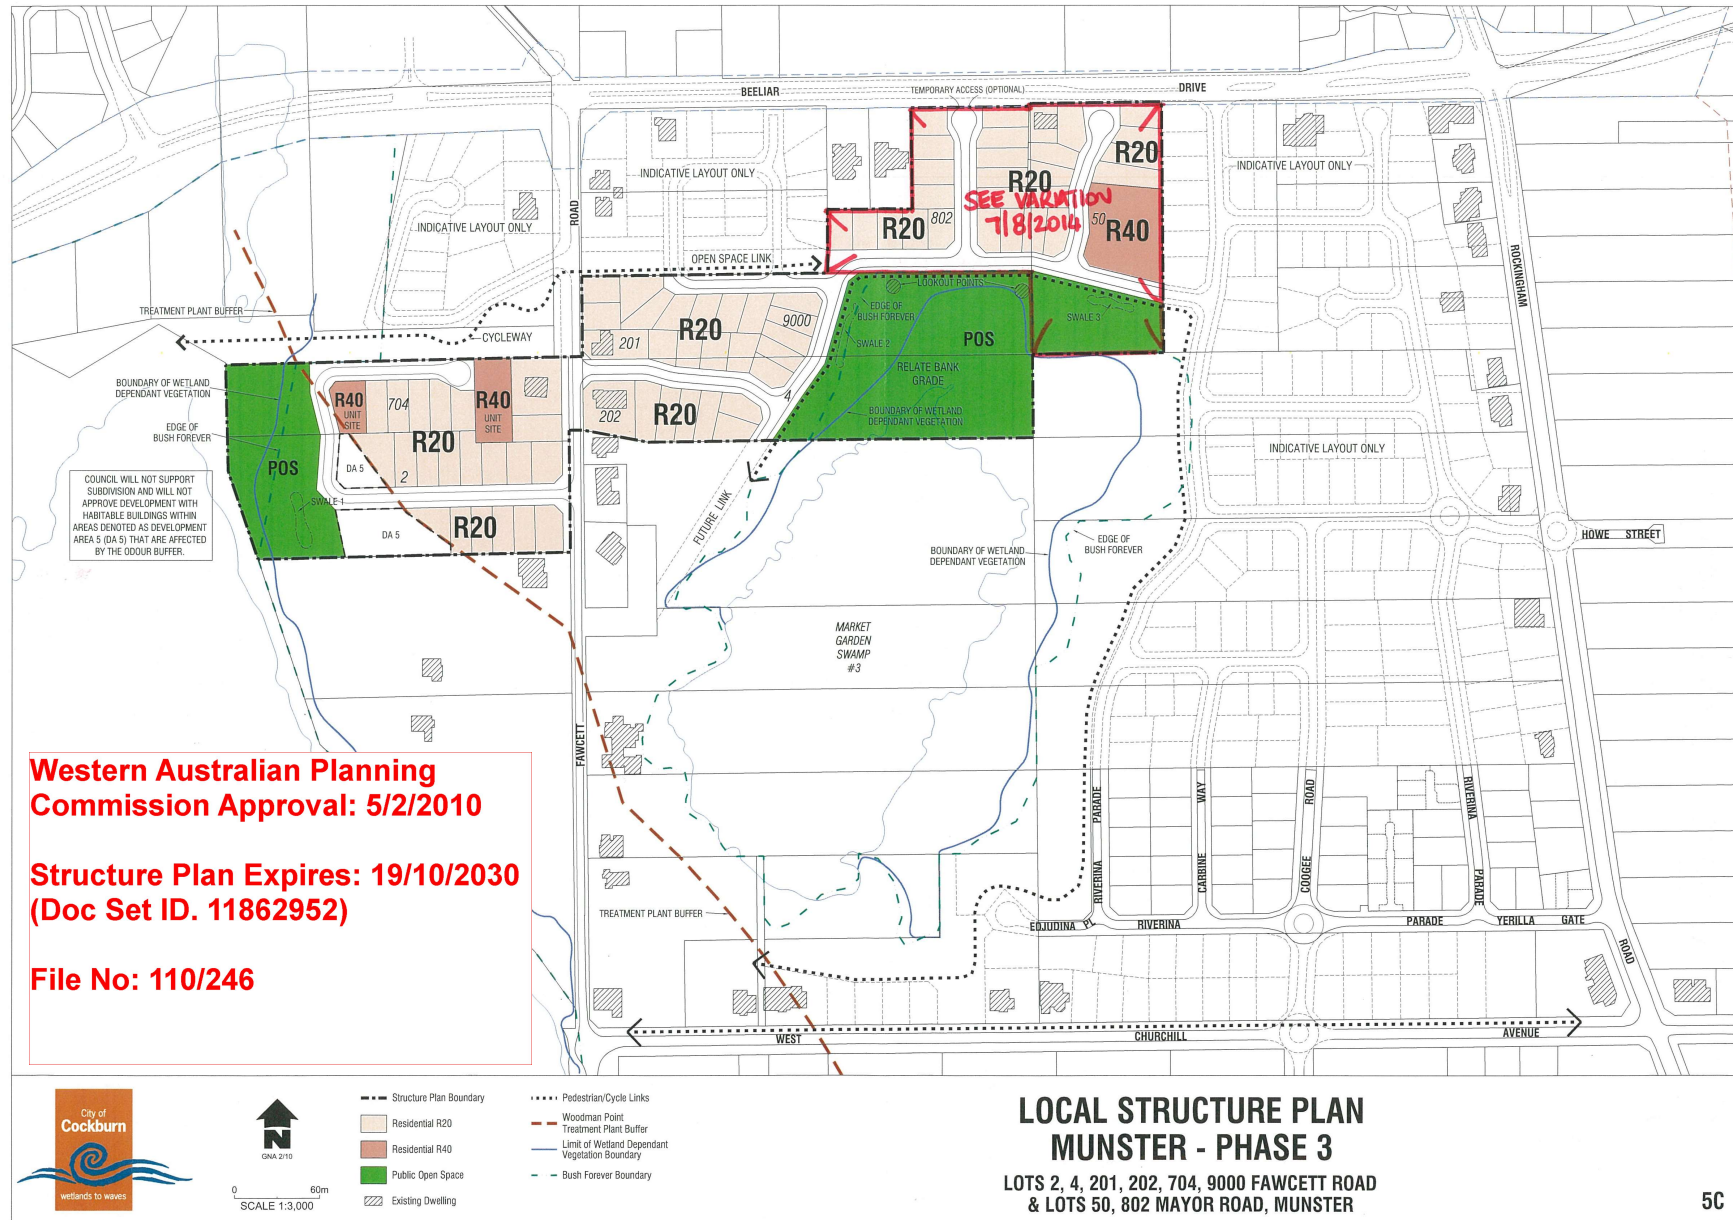 BEELIAR
TEMPORARY ACCESS (OPTIONAL)
DRIVE
INDICATIVE LAYOUT ONLY
INDICATIVE LAYOUT ONLY
INDICATIVE LAYOUT ONLY
ROAD
R20
R20
R20
802
SEE VARIATION
7/8/2014
50
R40
ROCKINGHAM
OPEN SPACE LINK
TREATMENT PLANT BUFFER
CYCLEWAY
LOOKOUT POINTS
EDGE OF
BUSH FOREVER
SWALE 3
SWALE 2
POS
RELATE BANK
GRADE
BOUNDARY OF WETLAND
DEPENDANT VEGETATION
R20
9000
201
4
202
R20
BOUNDARY OF WETLAND
DEPENDANT VEGETATION
EDGE OF
BUSH FOREVER
R40
UNIT
SITE
704
R40
UNIT
SITE
R20
DA 5
2
POS
SWALE 1
DA 5
R20
COUNCIL WILL NOT SUPPORT
SUBDIVISION AND WILL NOT
APPROVE DEVELOPMENT WITH
HABITABLE BUILDINGS WITHIN
AREAS DENOTED AS DEVELOPMENT
AREA 5 (DA 5) THAT ARE AFFECTED
BY THE ODOUR BUFFER.
INDICATIVE LAYOUT ONLY
FUTURE LINK
BOUNDARY OF WETLAND
DEPENDANT VEGETATION
EDGE OF
BUSH FOREVER
HOWE STREET
MARKET
GARDEN
SWAMP
#3
FAWCETT
Western Australian Planning
Commission Approval: 5/2/2010
Structure Plan Expires: 19/10/2030
(Doc Set ID. 11862952)
File No: 110/246
TREATMENT PLANT BUFFER
RIVERINA PARADE
CARBINE WAY
COOGEE ROAD
RIVERINA PARADE
EDJUDINA PL
RIVERINA
PARADE
YERILLA GATE
ROAD
WEST
CHURCHILL
AVENUE
City of
Cockburn
wetlands to waves
N
GNA 2/10
0 60m
SCALE 1:3,000
Structure Plan Boundary
Residential R20
Residential R40
Public Open Space
Existing Dwelling
Pedestrian/Cycle Links
Woodman Point
Treatment Plant Buffer
Limit of Wetland Dependant
Vegetation Boundary
Bush Forever Boundary
LOCAL STRUCTURE PLAN
MUNSTER - PHASE 3
LOTS 2, 4, 201, 202, 704, 9000 FAWCETT ROAD
& LOTS 50, 802 MAYOR ROAD, MUNSTER
5C